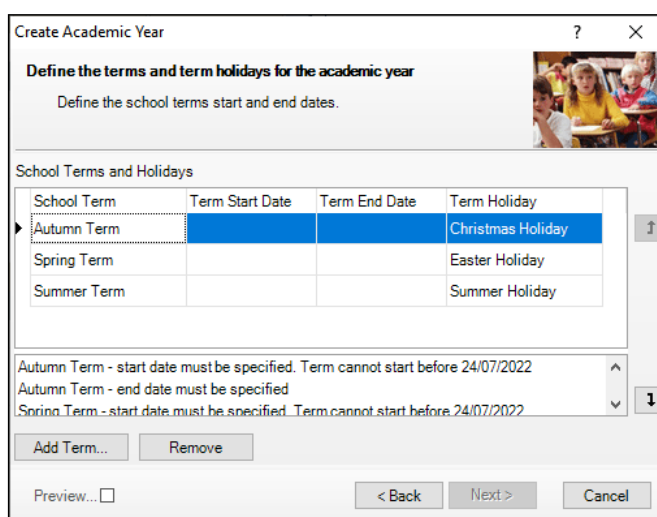 Create Academic Year ?
Define the terms and term holidays for the academic year
Define the school terms start and end dates.
School Terms and Holidays
School Term Term Start Date Term End Date Term Holiday
Autumn Term Christmas Holiday
Spring Term Easter Holiday
Summer Term Summer Holiday
Autumn Term - start date must be specified. Term cannot start before 24/07/2022
Autumn Term - end date must be specified
Spring Term - start date must be specified. Term cannot start before 24/07/2022
Add Term... Remove
Preview... < Back Next > Cancel